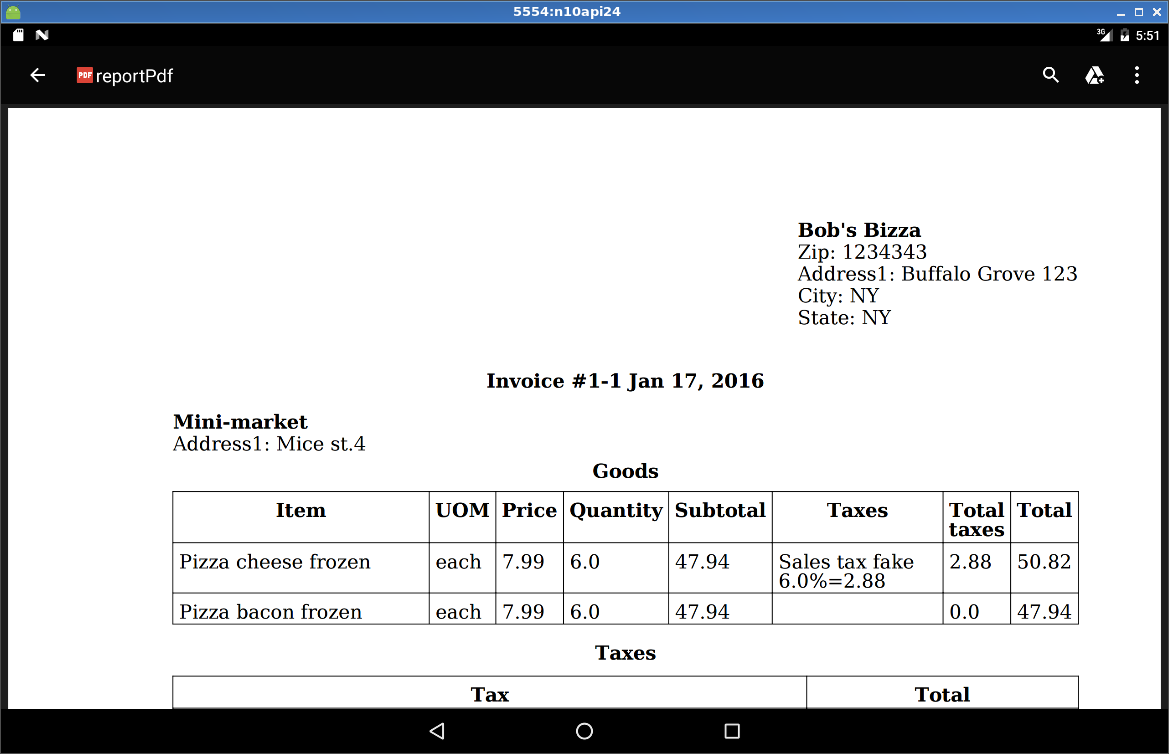 5554:n10api24
3G 5:51
PDF reportPdf
Bob's Bizza
Zip: 1234343
Address1: Buffalo Grove 123
City: NY
State: NY
Invoice #1-1 Jan 17, 2016
Mini-market
Address1: Mice st.4
Goods
Item UOM Price Quantity Subtotal Taxes Total taxes Total
Pizza cheese frozen each 7.99 6.0 47.94 Sales tax fake 2.88 50.82
6.0%=2.88
Pizza bacon frozen each 7.99 6.0 47.94 0.0 47.94
Taxes
Tax Total